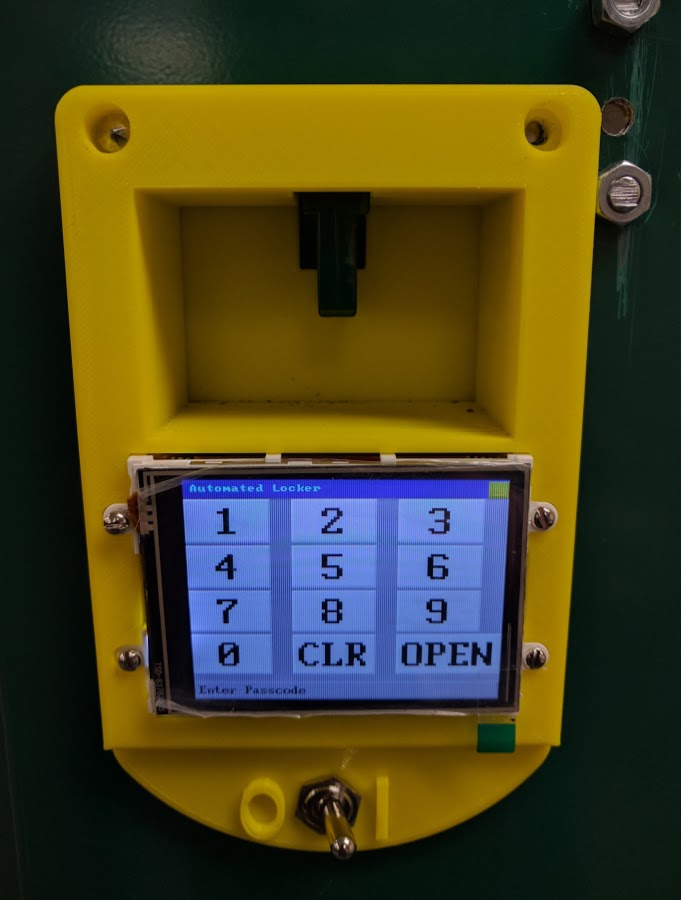 Automated Locker
1 2 3
4 5 6
7 8 9
0 CLR OPEN
Enter Passcode
O I